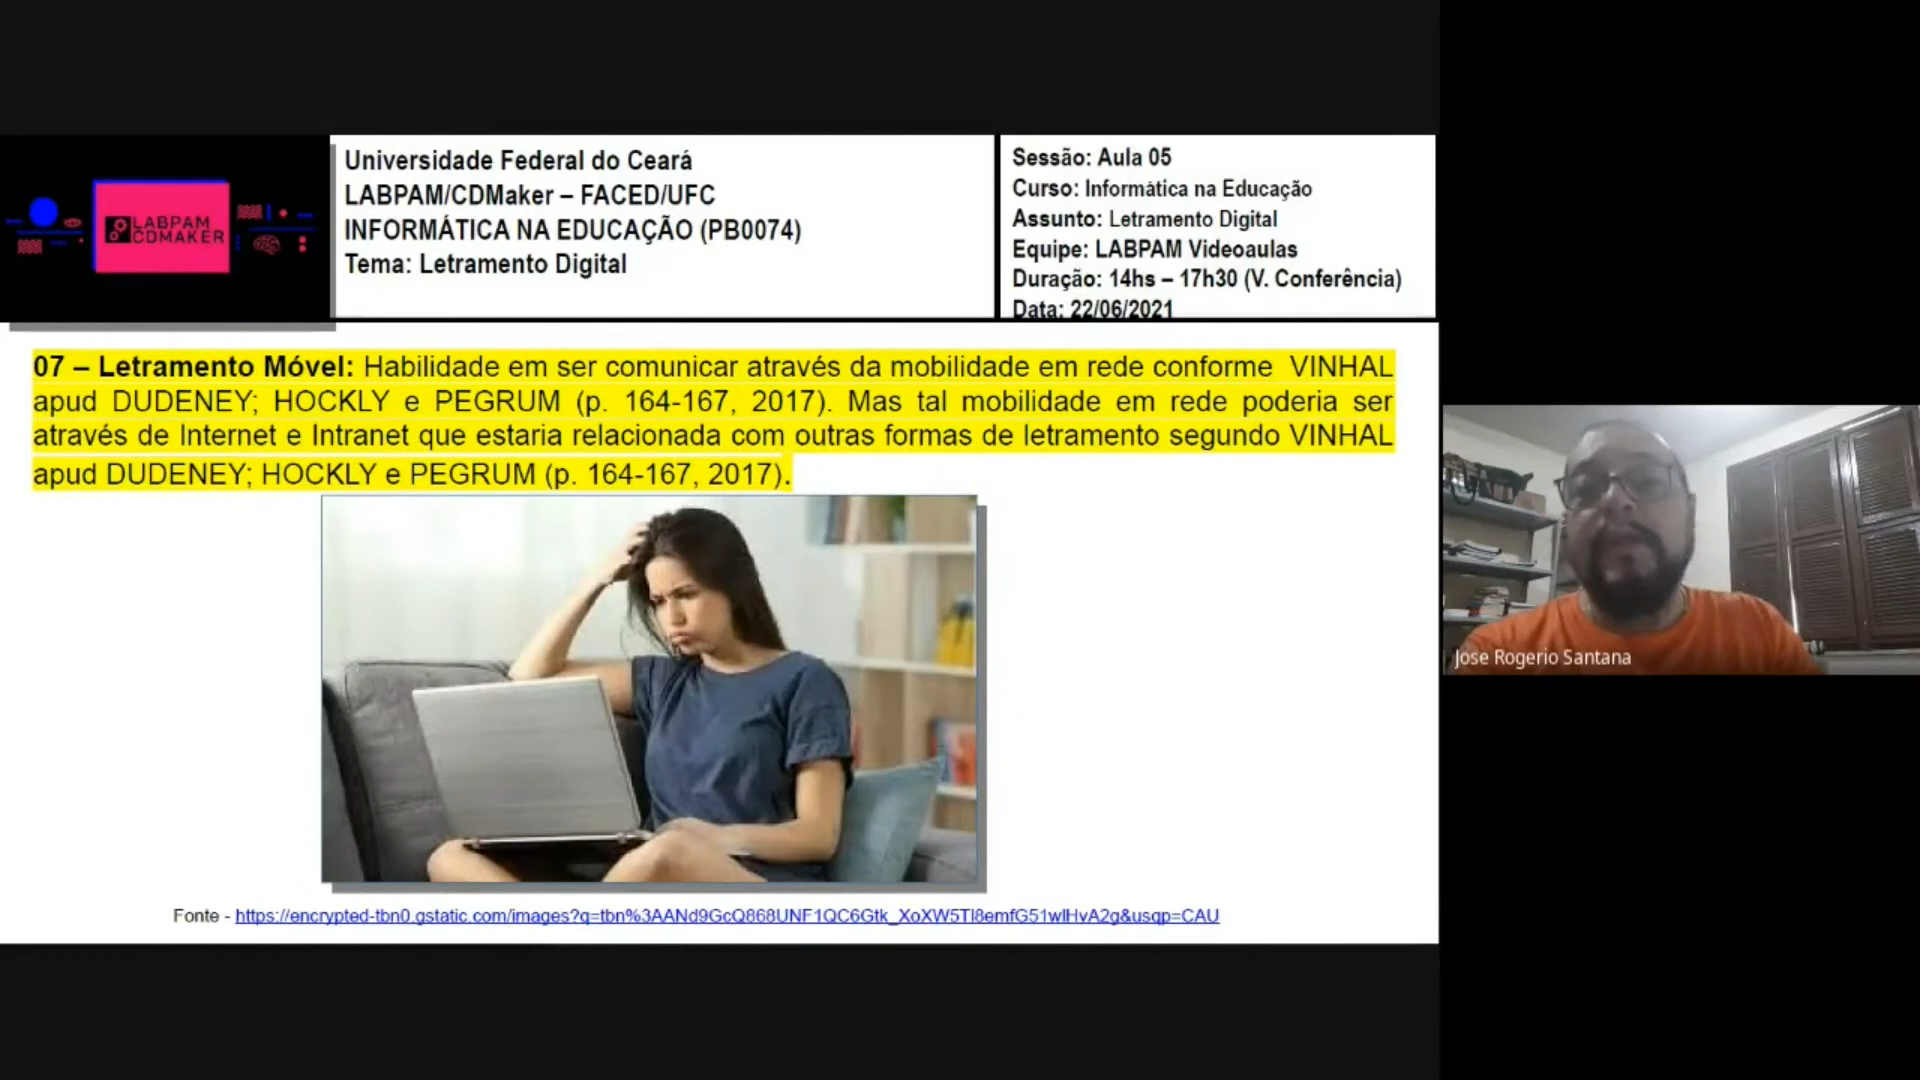 LABPAM
CDMAKER
Universidade Federal do Ceará
LABPAM/CDMaker – FACED/UFC
INFORMÁTICA NA EDUCAÇÃO (PB0074)
Tema: Letramento Digital
Sessão: Aula 05
Curso: Informática na Educação
Assunto: Letramento Digital
Equipe: LABPAM Videoaulas
Duração: 14hs – 17h30 (V. Conferência)
Data: 22/06/2021
07 – Letramento Móvel: Habilidade em ser comunicar através da mobilidade em rede conforme VINHAL
apud DUDENEY; HOCKLY e PEGRUM (p. 164-167, 2017). Mas tal mobilidade em rede poderia ser
através de Internet e Intranet que estaria relacionada com outras formas de letramento segundo VINHAL
apud DUDENEY; HOCKLY e PEGRUM (p. 164-167, 2017).
Jose Rogerio Santana
Fonte - https://encrypted-tbn0.gstatic.com/images?q=tbn%3AANd9GcQ868UNF1QC6Gtk_XoXW5Tl8emfG51wlHvA2g&usqp=CAU